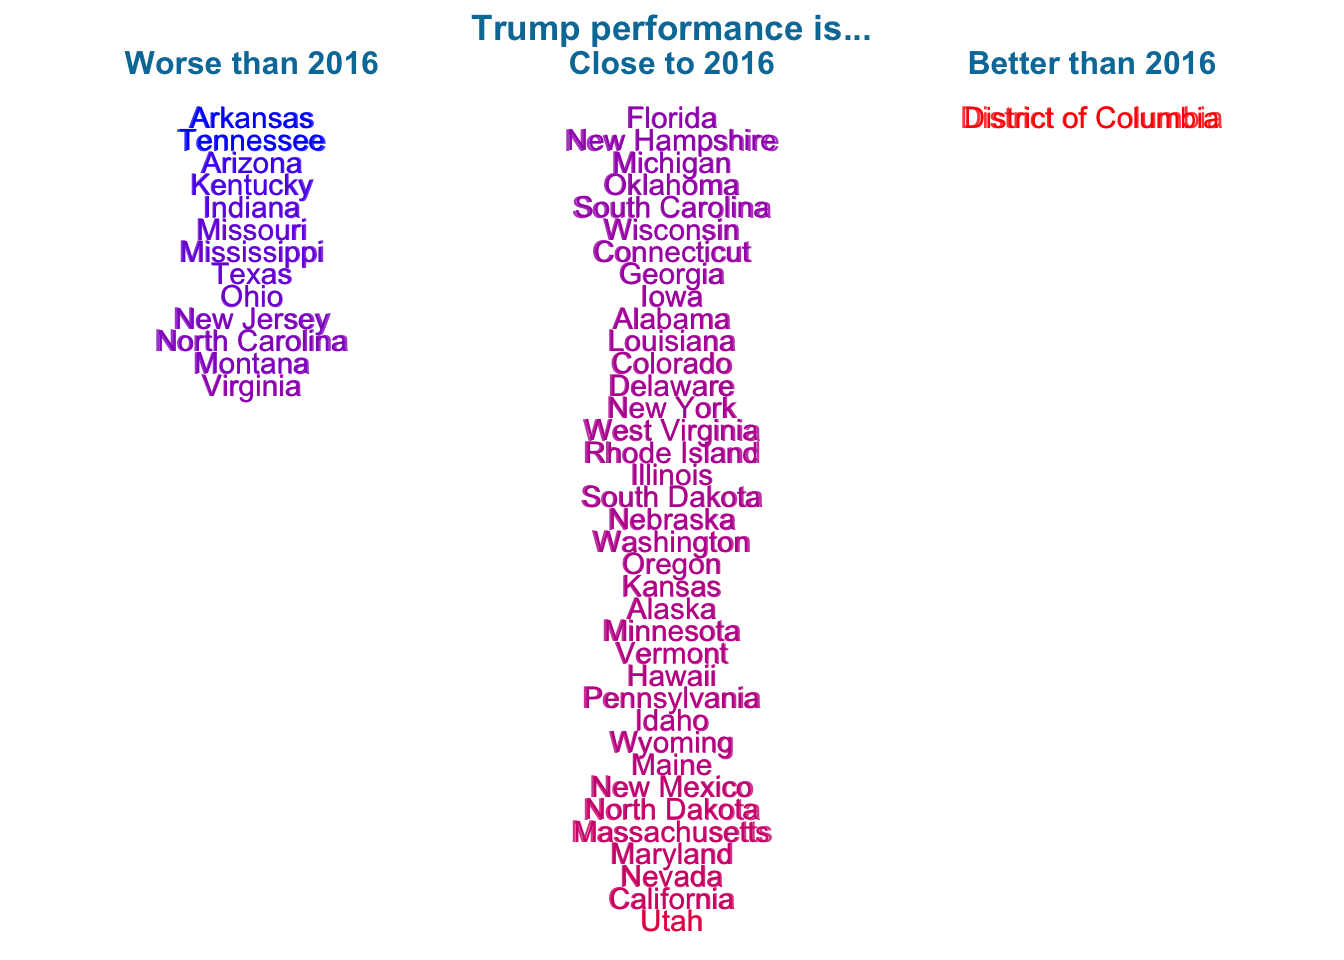 Trump performance is...
Worse than 2016
Close to 2016
Better than 2016
Arkansas
Tennessee
Arizona
Kentucky
Indiana
Missouri
Mississippi
Texas
Ohio
New Jersey
North Carolina
Montana
Virginia
Florida
New Hampshire
Michigan
Oklahoma
South Carolina
Wisconsin
Connecticut
Georgia
Iowa
Alabama
Louisiana
Colorado
Delaware
New York
West Virginia
Rhode Island
Illinois
South Dakota
Nebraska
Washington
Oregon
Kansas
Alaska
Minnesota
Vermont
Hawaii
Pennsylvania
Idaho
Wyoming
Maine
New Mexico
North Dakota
Massachusetts
Maryland
Nevada
California
Utah
District of Columbia